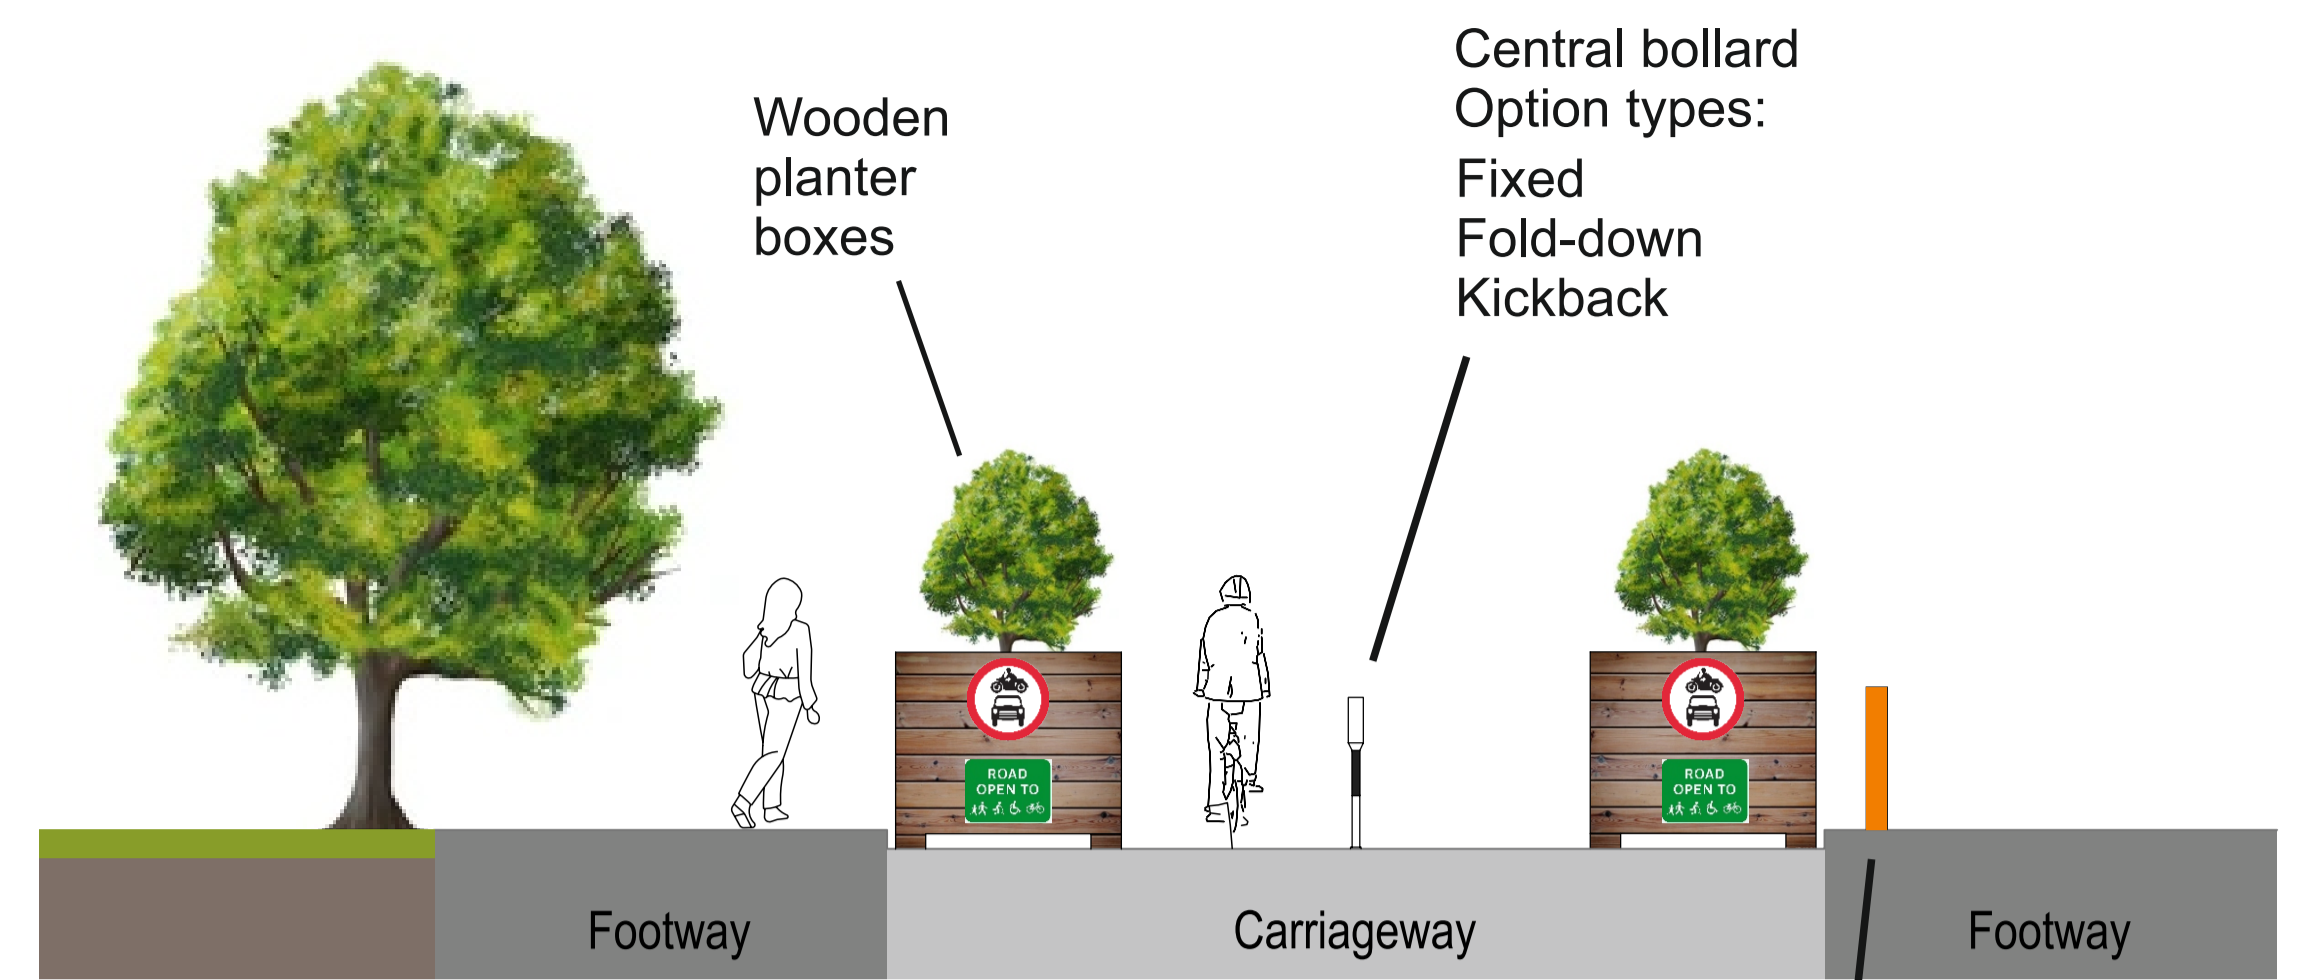 Central bollard
Option types:
Fixed
Fold-down
Kickback
Wooden
planter
boxes
ROAD
OPEN TO
ROAD
OPEN TO
Footway
Carriageway
Footway